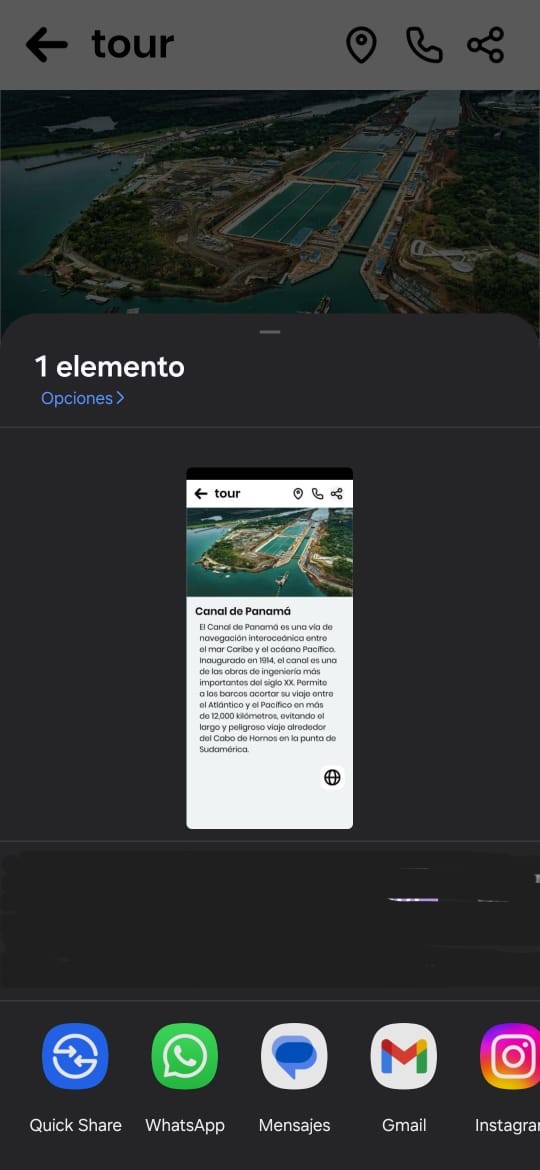 tour
1 elemento
Opciones
tour
Canal de Panamá
El Canal de Panamá es una vía de
navegación interoceánica entre
el mar Caribe y el océano Pacífico.
Inaugurado en 1914, el canal es una
de las obras de ingeniería más
importantes del siglo XX. Permite
a los barcos acortar su viaje entre
el Atlántico y el Pacífico en más
de 12,000 kilómetros, evitando el
largo y peligroso viaje alrededor
del Cabo de Hornos en la punta de
Sudamérica.
Quick Share WhatsApp Mensajes Gmail Instagra